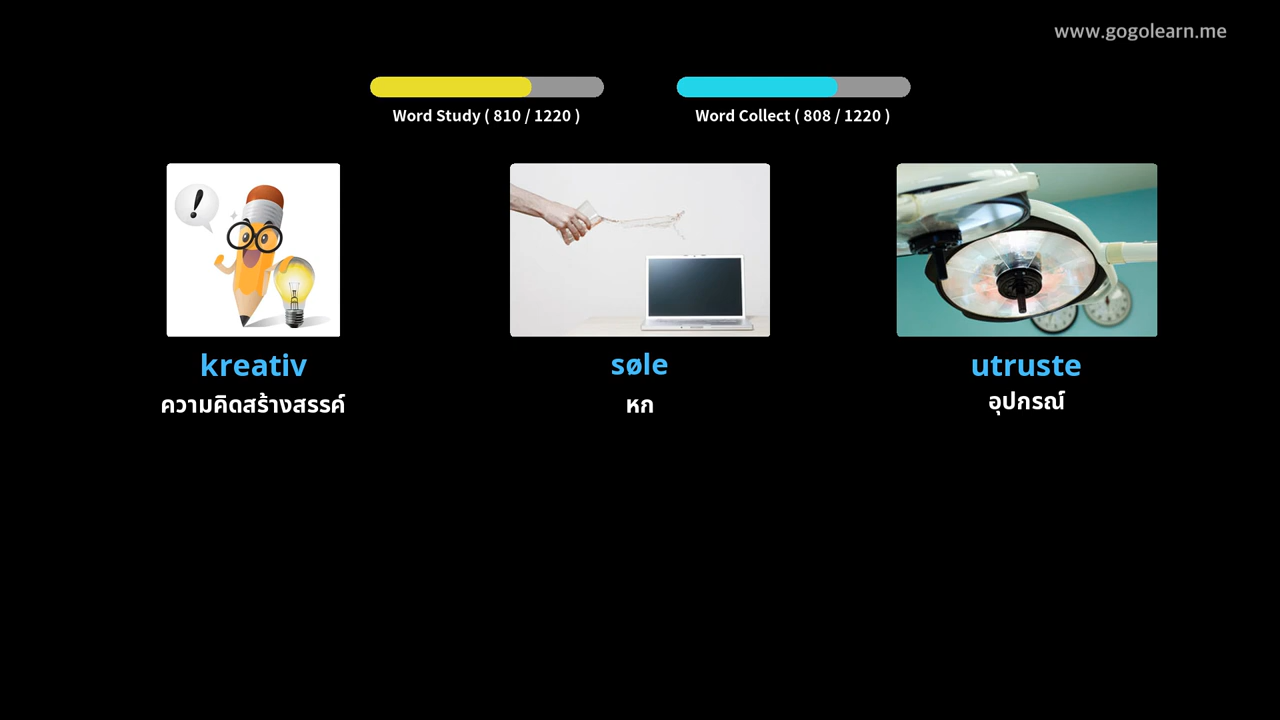 www.gogolearn.me
Word Study ( 810 / 1220 )
Word Collect ( 808 / 1220 )
!
kreativ
søle
utruste
ความคิดสร้างสรรค์
หก
อุปกรณ์